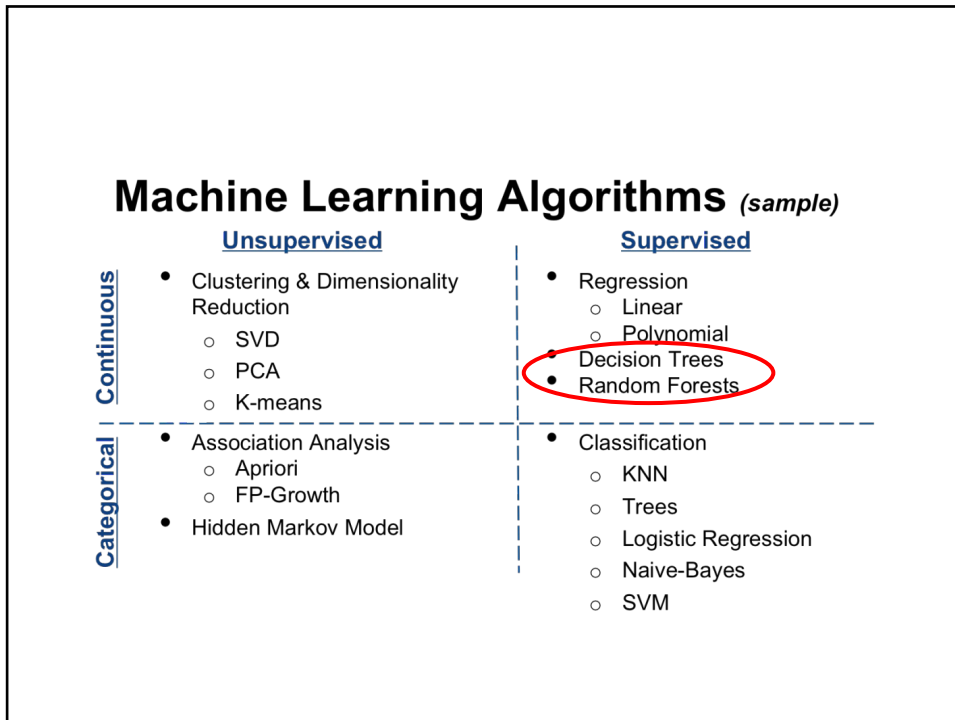 Machine Learning Algorithms (sample)
Unsupervised
Supervised
Continuous
• Clustering & Dimensionality
Reduction
o SVD
o PCA
o K-means
• Regression
o Linear
o Polynomial
• Decision Trees
• Random Forests
Categorical
• Association Analysis
o Apriori
o FP-Growth
• Hidden Markov Model
• Classification
o KNN
o Trees
o Logistic Regression
o Naive-Bayes
o SVM